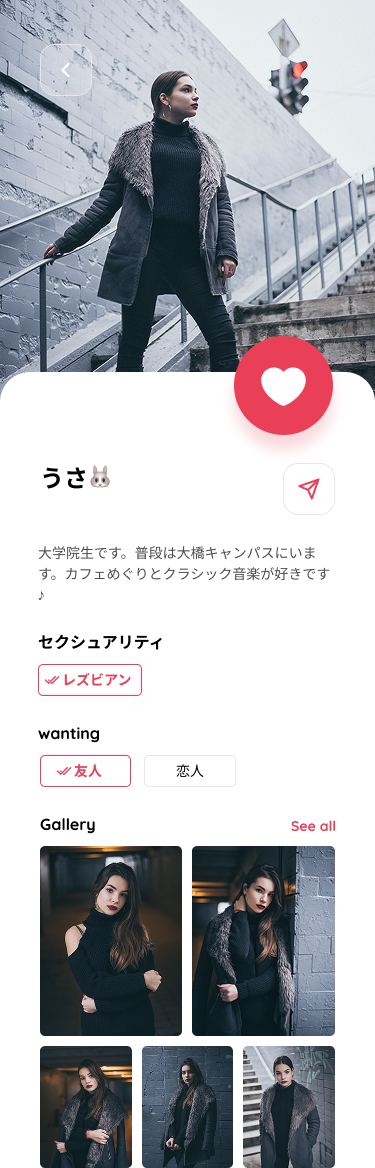 うさ🐰
大学院生です。普段は大橋キャンパスにいま
す。カフェめぐりとクラシック音楽が好きです
♪
セクシュアリティ
レズビアン
wanting
友人 恋人
Gallery See all